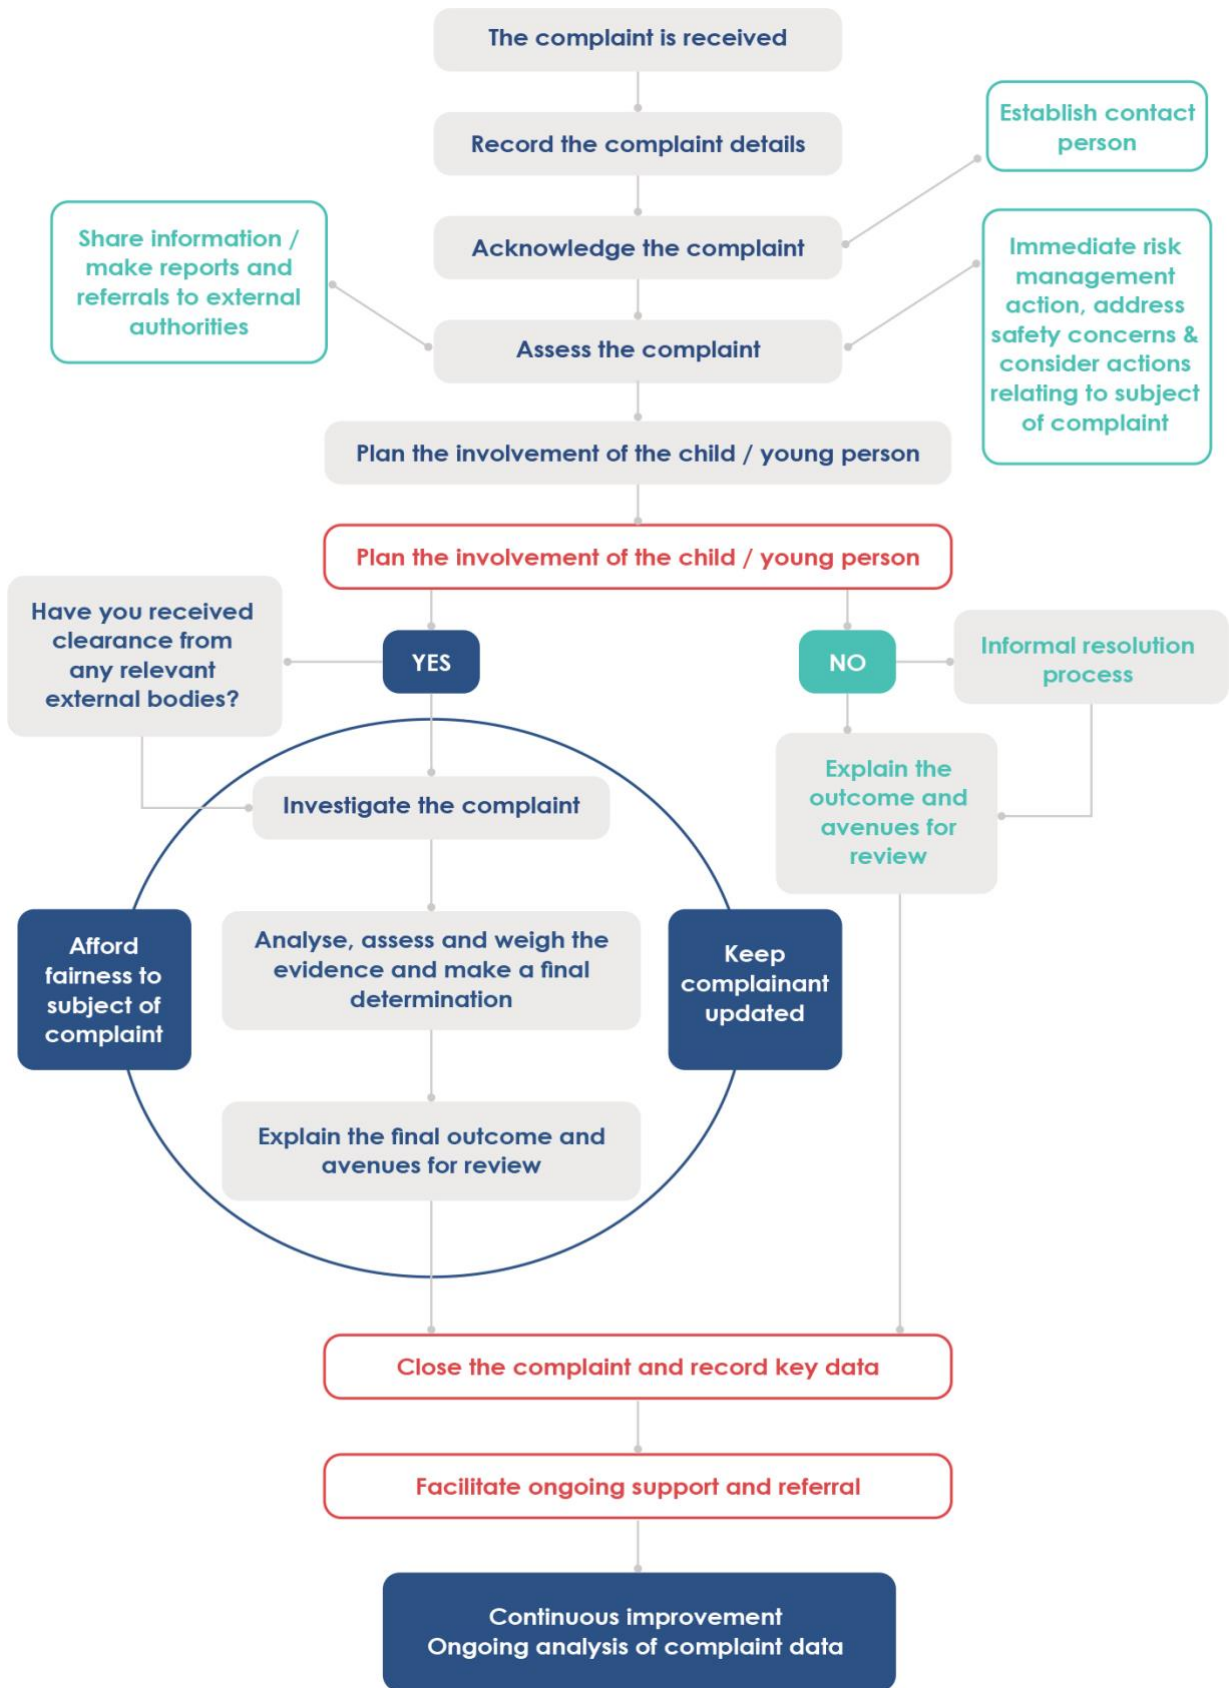 The complaint is received
Record the complaint details
Establish contact
person
Acknowledge the complaint
Share information /
make reports and
referrals to external
authorities
Immediate risk
management
action, address
safety concerns &
consider actions
relating to subject
of complaint
Assess the complaint
Plan the involvement of the child / young person
Plan the involvement of the child / young person
Have you received
clearance from
any relevant
external bodies?
YES
NO
Informal resolution
process
Investigate the complaint
Explain the
outcome and
avenues for
review
Afford
fairness to
subject of
complaint
Analyse, assess and weigh the
evidence and make a final
determination
Keep
complainant
updated
Explain the final outcome and
avenues for review
Close the complaint and record key data
Facilitate ongoing support and referral
Continuous improvement
Ongoing analysis of complaint data